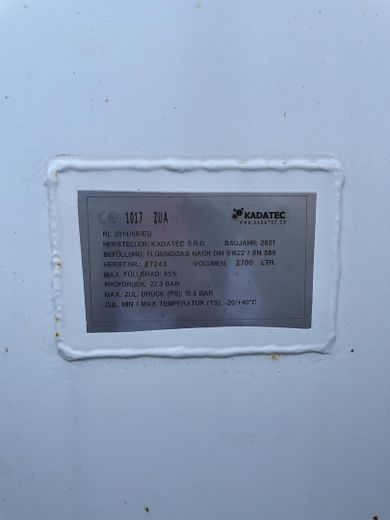 CE 1017 ZUA KADATEC
WWW.KADATEC.CZ
RL 2014/68/EU
HERSTELLER: KADATEC S.R.O. BAUJAHR: 2021
BEFÜLLUNG: FLÜSSIGGAS NACH DIN 51622 / EN 589
HERST.NR.: 27248 VOLUMEN: 2700 LTR.
MAX. FÜLLGRAD: 85%
PRÜFDRUCK: 22,3 BAR
MAX. ZUL. DRUCK (PS): 15,6 BAR
ZUL. MIN / MAX. TEMPERATUR (TS): -20/+40°C